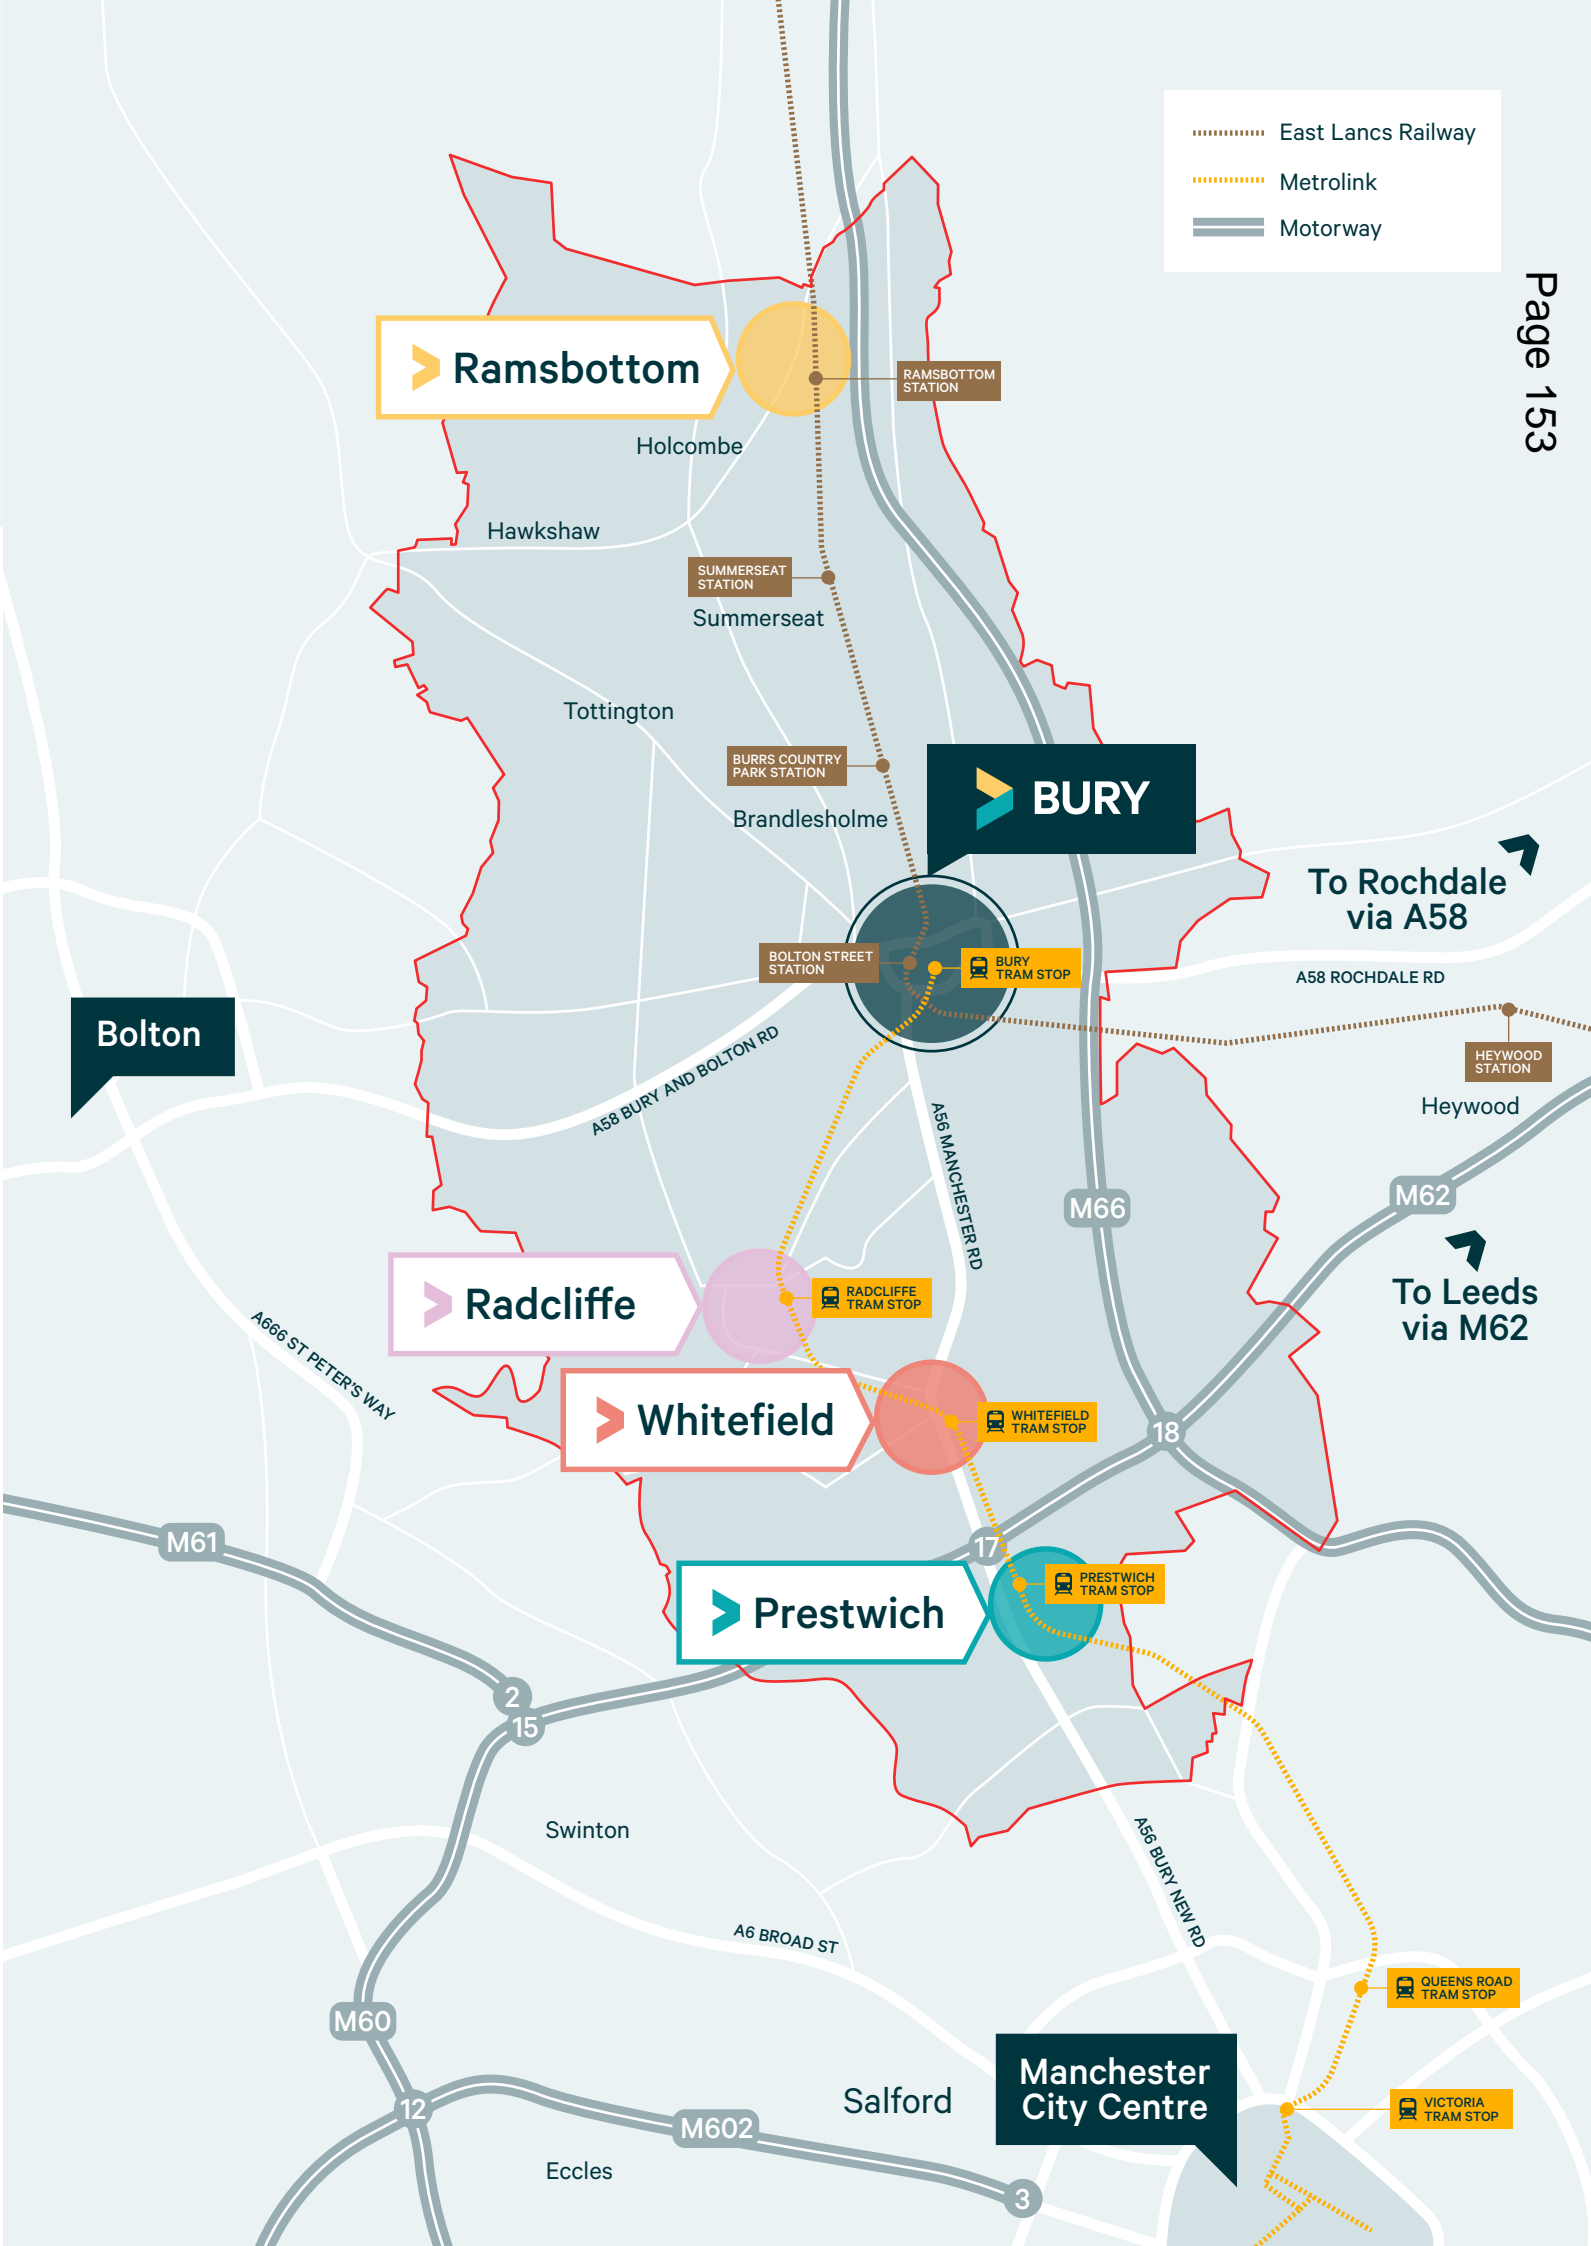 East Lancs Railway
Metrolink
Motorway
Page 153
Ramsbottom
RAMSBOTTOM
STATION
Holcombe
Hawkshaw
SUMMERSEAT
STATION
Summerseat
Tottington
BURRS COUNTRY
PARK STATION
Brandlesholme
BURY
To Rochdale
via A58
BOLTON STREET
STATION
BURY
TRAM STOP
A58 ROCHDALE RD
Bolton
A58 BURY AND BOLTON RD
HEYWOOD
STATION
Heywood
A56 MANCHESTER RD
M66
M62
To Leeds
via M62
Radcliffe
RADCLIFFE
TRAM STOP
A666 ST PETER'S WAY
Whitefield
WHITEFIELD
TRAM STOP
18
M61
17
Prestwich
PRESTWICH
TRAM STOP
2
15
Swinton
A56 BURY NEW RD
A6 BROAD ST
QUEENS ROAD
TRAM STOP
M60
Manchester
City Centre
Salford
VICTORIA
TRAM STOP
12
M602
Eccles
3